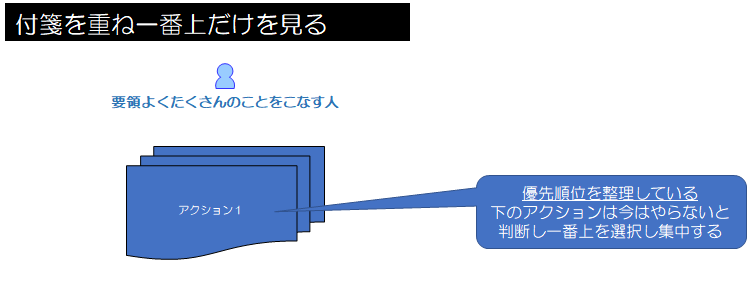 付箋を重ね一番上だけを見る
要領よくたくさんのことをこなす人
アクション１
優先順位を整理している
下のアクションは今はやらないと
判断し一番上を選択し集中する